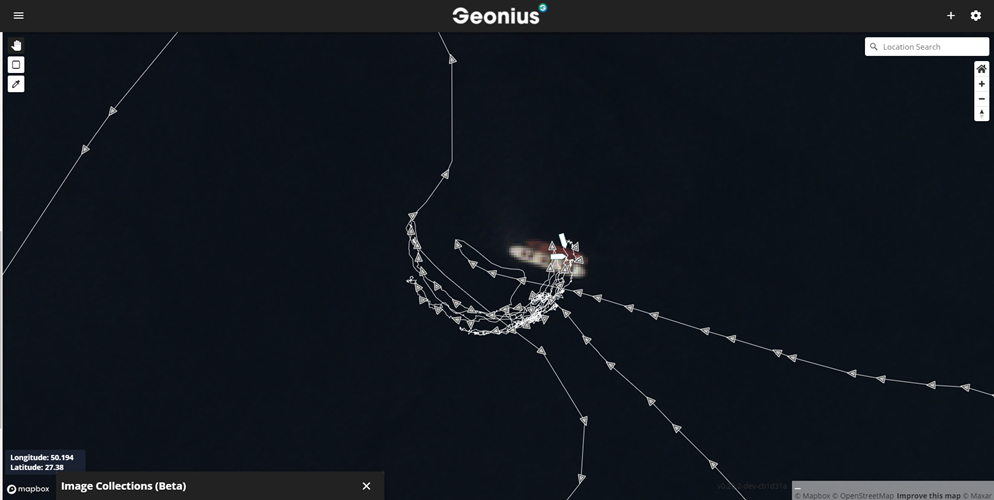 Geonius
Location Search
Longitude: 50.194
Latitude: 27.38
mapbox
Image Collections (Beta)
© Mapbox © OpenStreetMap Improve this map © Maxar